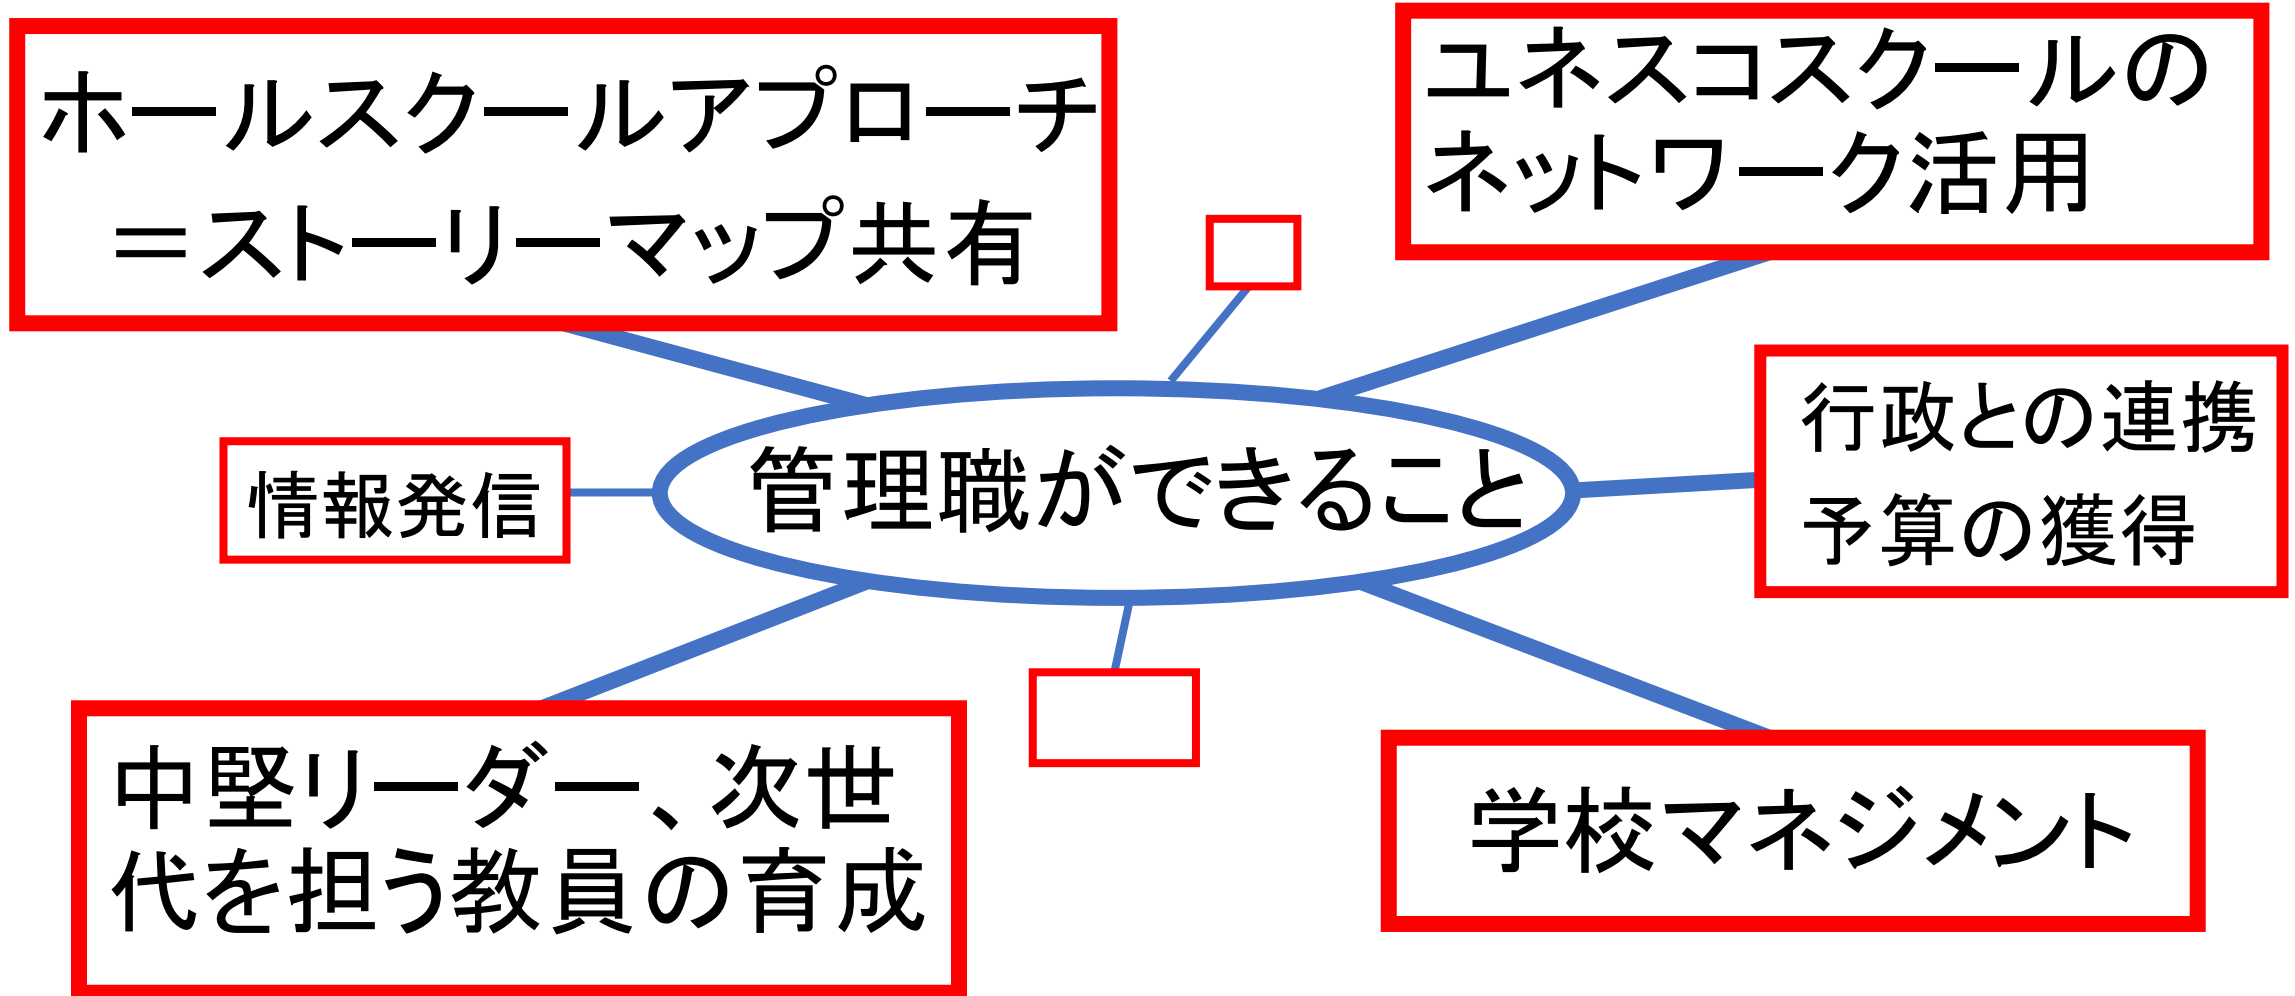 ホールスクールアプローチ
＝ストーリーマップ共有
ユネスコスクールの
ネットワーク活用
行政との連携
予算の獲得
管理職ができること
情報発信
中堅リーダー、次世
代を担う教員の育成
学校マネジメント